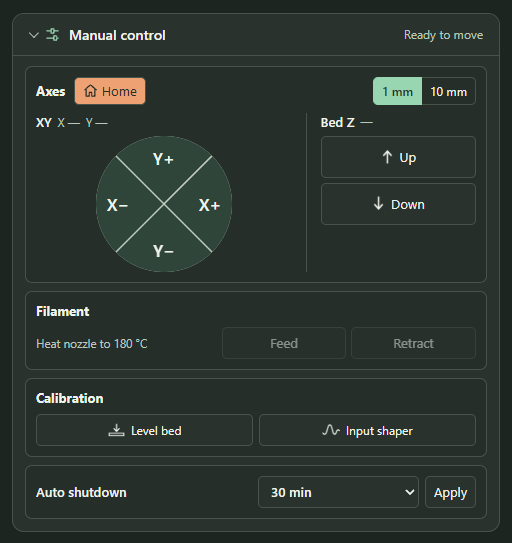 Manual control Ready to move
Axes Home 1 mm 10 mm
XY X — Y — Bed Z —
Y+
X− X+
Y−
↑ Up
↓ Down
Filament
Heat nozzle to 180 °C Feed Retract
Calibration
Level bed Input shaper
Auto shutdown 30 min Apply